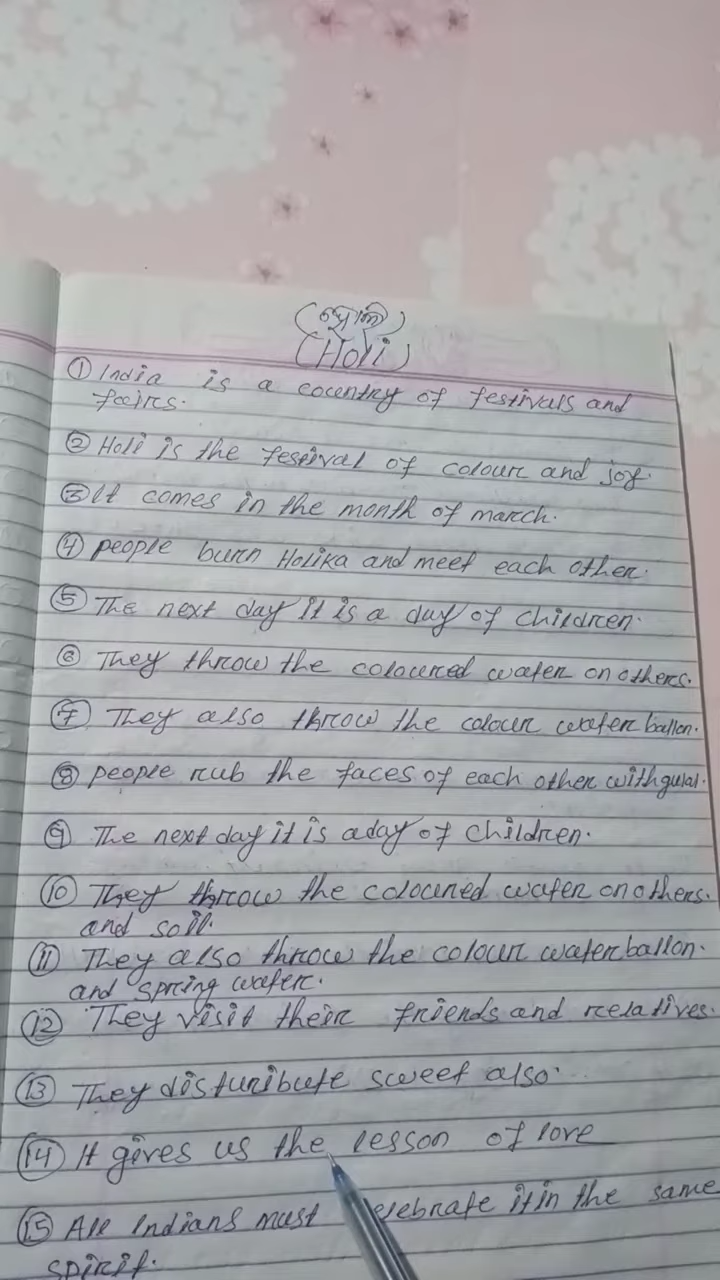 (হোলি)
(Holi)
① India is a country of festivals and
fairs.
② Holi is the festival of colour and joy.
③ It comes in the month of march.
④ people burn Holika and meet each other.
⑤ The next day it is a day of children.
⑥ They throw the coloured water on others.
⑦ They also throw the colour water ballon.
⑧ people rub the faces of each other with gulal.
⑨ The next day it is a day of children.
⑩ They throw the coloured water on others.
and soil.
⑪ They also throw the colour water ballon.
and spring water.
⑫ They visit their friends and relatives.
⑬ They disturibute sweet also.
⑭ It gives us the lesson of love
⑮ All Indians must celebrate it in the same
spirit.